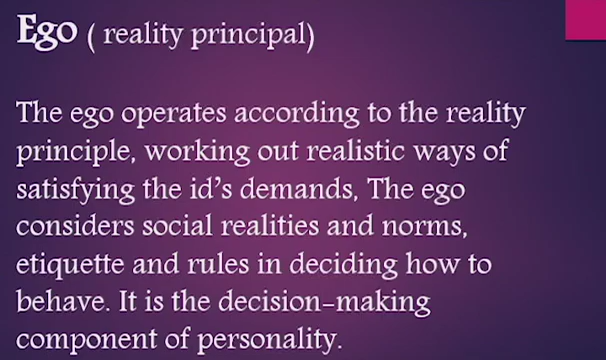 Ego ( reality principal)
The ego operates according to the reality
principle, working out realistic ways of
satisfying the id's demands, The ego
considers social realities and norms,
etiquette and rules in deciding how to
behave. It is the decision-making
component of personality.